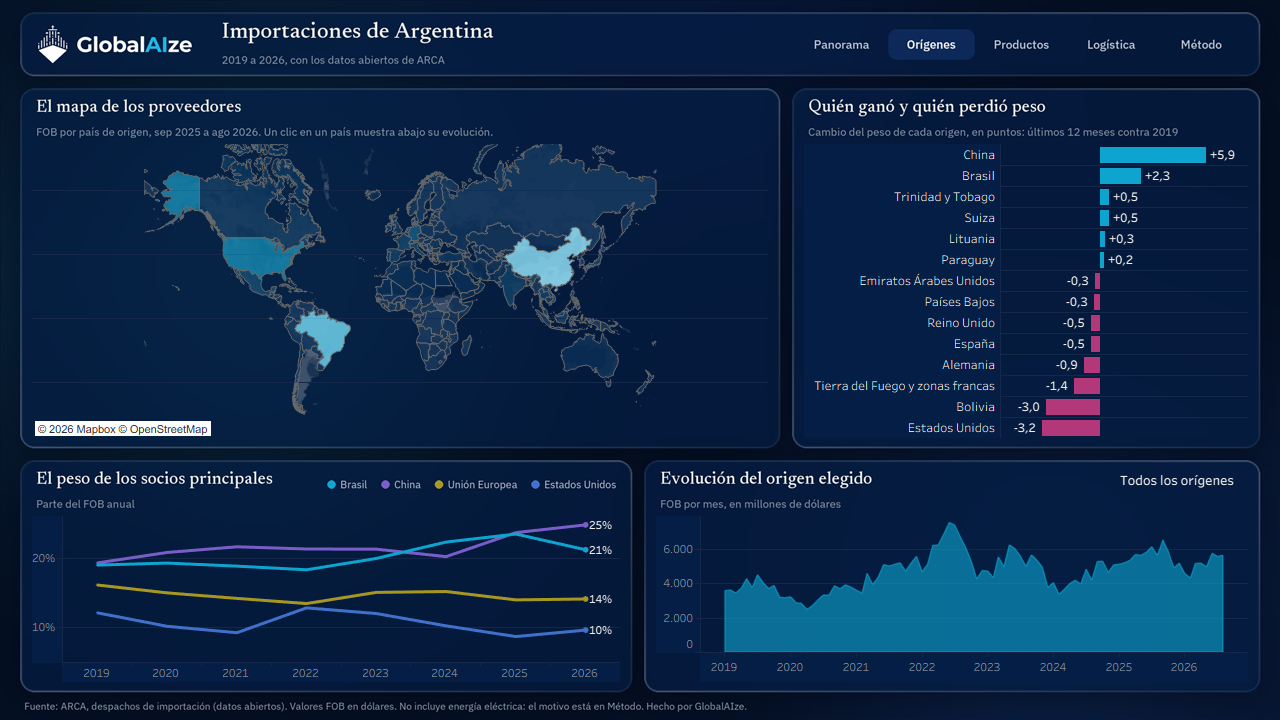 GlobalAIze
Importaciones de Argentina
2019 a 2026, con los datos abiertos de ARCA
Panorama
Orígenes
Productos
Logística
Método
El mapa de los proveedores
FOB por país de origen, sep 2025 a ago 2026. Un clic en un país muestra abajo su evolución.
© 2026 Mapbox © OpenStreetMap
Quién ganó y quién perdió peso
Cambio del peso de cada origen, en puntos: últimos 12 meses contra 2019
China +5,9
Brasil +2,3
Trinidad y Tobago +0,5
Suiza +0,5
Lituania +0,3
Paraguay +0,2
Emiratos Árabes Unidos -0,3
Países Bajos -0,3
Reino Unido -0,5
España -0,5
Alemania -0,9
Tierra del Fuego y zonas francas -1,4
Bolivia -3,0
Estados Unidos -3,2
El peso de los socios principales
Brasil China Unión Europea Estados Unidos
Parte del FOB anual
25%
21%
20%
14%
10%
10%
2019 2020 2021 2022 2023 2024 2025 2026
Evolución del origen elegido
Todos los orígenes
FOB por mes, en millones de dólares
6.000
4.000
2.000
0
2019 2020 2021 2022 2023 2024 2025 2026
Fuente: ARCA, despachos de importación (datos abiertos). Valores FOB en dólares. No incluye energía eléctrica: el motivo está en Método. Hecho por GlobalAIze.